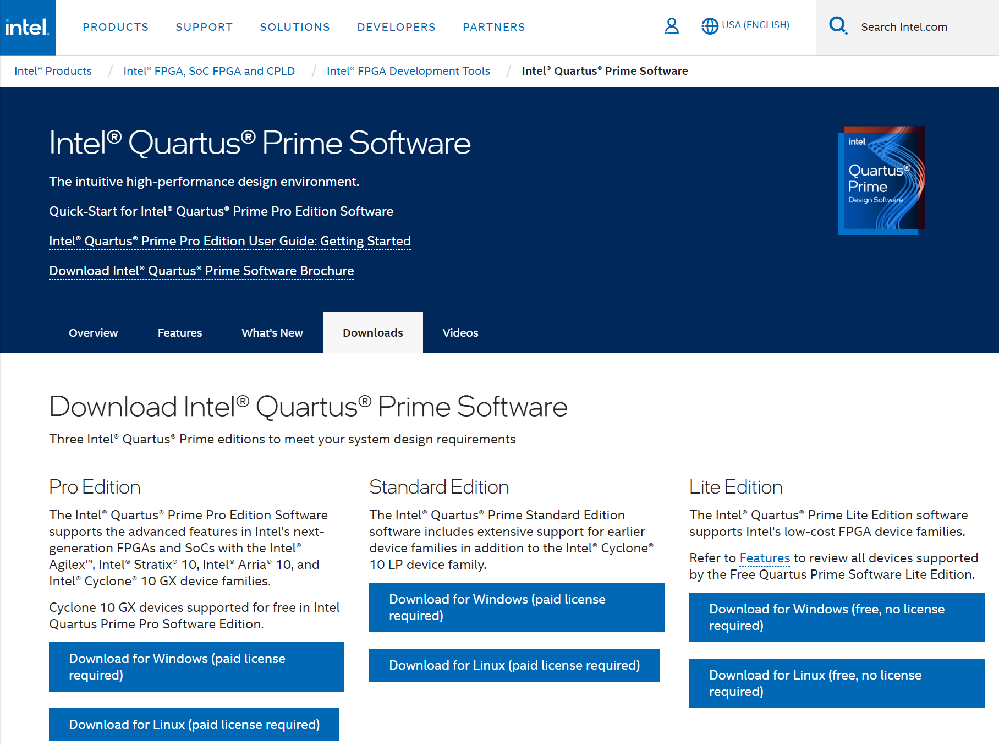 intel.
PRODUCTS
SUPPORT
SOLUTIONS
DEVELOPERS
PARTNERS
USA (ENGLISH)
Search Intel.com
Intel® Products / Intel® FPGA, SoC FPGA and CPLD / Intel® FPGA Development Tools / Intel® Quartus® Prime Software
Intel® Quartus® Prime Software
The intuitive high-performance design environment.
Quick-Start for Intel® Quartus® Prime Pro Edition Software
Intel® Quartus® Prime Pro Edition User Guide: Getting Started
Download Intel® Quartus® Prime Software Brochure
intel.
Quartus®
Prime
Design Software
Overview
Features
What's New
Downloads
Videos
Download Intel® Quartus® Prime Software
Three Intel® Quartus® Prime editions to meet your system design requirements
Pro Edition
The Intel® Quartus® Prime Pro Edition Software
supports the advanced features in Intel's next-
generation FPGAs and SoCs with the Intel®
Agilex™, Intel® Stratix® 10, Intel® Arria® 10, and
Intel® Cyclone® 10 GX device families.
Cyclone 10 GX devices supported for free in Intel
Quartus Prime Pro Software Edition.
Download for Windows (paid license
required)
Download for Linux (paid license required)
Standard Edition
The Intel® Quartus® Prime Standard Edition
software includes extensive support for earlier
device families in addition to the Intel® Cyclone®
10 LP device family.
Download for Windows (paid license
required)
Download for Linux (paid license required)
Lite Edition
The Intel® Quartus® Prime Lite Edition software
supports Intel's low-cost FPGA device families.
Refer to Features to review all devices supported
by the Free Quartus Prime Software Lite Edition.
Download for Windows (free, no license
required)
Download for Linux (free, no license
required)